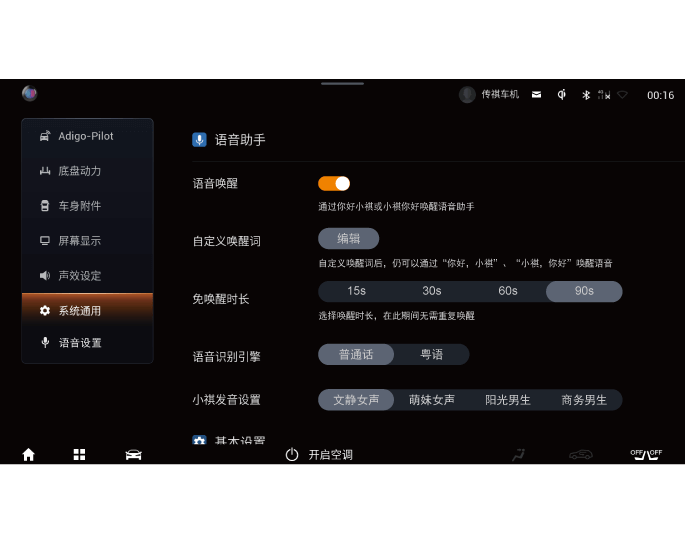 传祺车机 00:16
Adigo-Pilot
底盘动力
车身附件
屏幕显示
声效设定
系统通用
语音设置
语音助手
语音唤醒
通过你好小祺或小祺你好唤醒语音助手
自定义唤醒词
编辑
自定义唤醒词后，仍可以通过“你好，小祺”、“小祺，你好”唤醒语音
免唤醒时长
15s 30s 60s 90s
选择唤醒时长，在此期间无需重复唤醒
语音识别引擎
普通话 粤语
小祺发音设置
文静女声 萌妹女声 阳光男生 商务男生
基本设置
开启空调
OFF OFF